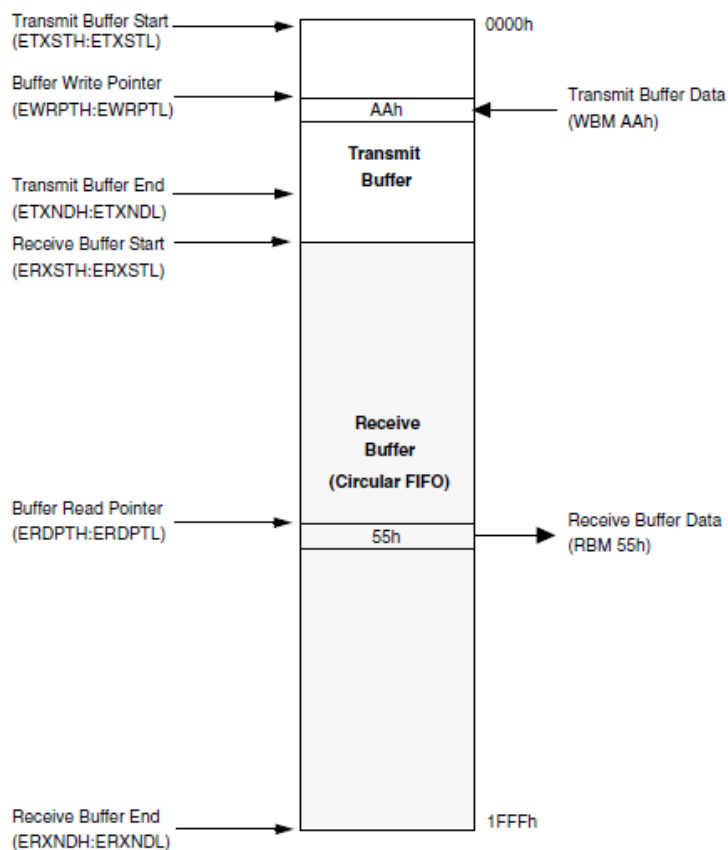 Transmit Buffer Start
(ETXSTH:ETXSTL)
0000h
Buffer Write Pointer
(EWRPTH:EWRPTL)
AAh
Transmit Buffer Data
(WBM AAh)
Transmit
Buffer
Transmit Buffer End
(ETXNDH:ETXNDL)
Receive Buffer Start
(ERXSTH:ERXSTL)
Receive
Buffer
(Circular FIFO)
Buffer Read Pointer
(ERDPTH:ERDPTL)
55h
Receive Buffer Data
(RBM 55h)
Receive Buffer End
(ERXNDH:ERXNDL)
1FFFh